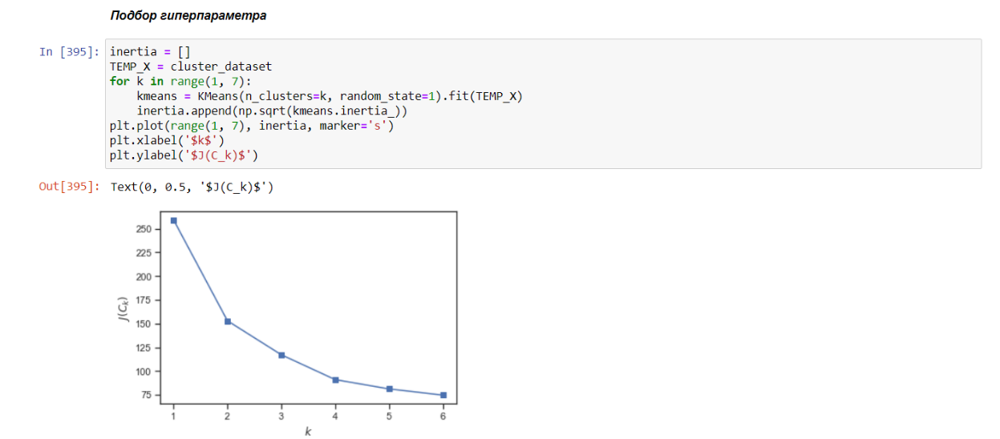 Подбор гиперпараметра
In [395]: inertia = []
TEMP_X = cluster_dataset
for k in range(1, 7):
    kmeans = KMeans(n_clusters=k, random_state=1).fit(TEMP_X)
    inertia.append(np.sqrt(kmeans.inertia_))
plt.plot(range(1, 7), inertia, marker='s')
plt.xlabel('$k$')
plt.ylabel('$J(C_k)$')
Out[395]: Text(0, 0.5, '$J(C_k)$')
250
225
200
175
150
125
100
75
J(Ck)
1 2 3 4 5 6
k